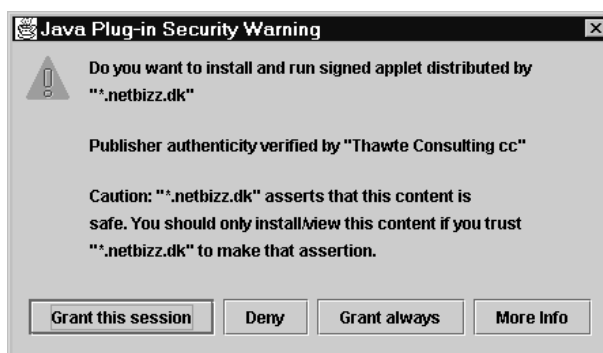 Java Plug-in Security Warning
Do you want to install and run signed applet distributed by
"*.netbizz.dk"
Publisher authenticity verified by "Thawte Consulting cc"
Caution: "*.netbizz.dk" asserts that this content is
safe. You should only install/view this content if you trust
"*.netbizz.dk" to make that assertion.
Grant this session Deny Grant always More Info